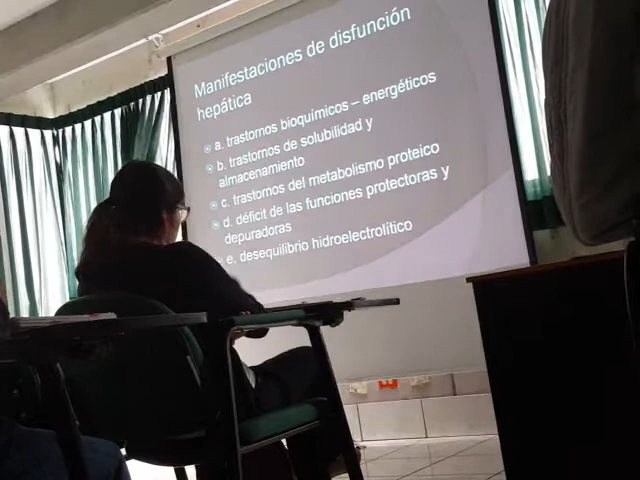 Manifestaciones de disfunción
hepática
a. trastornos bioquímicos – energéticos
b. trastornos de solubilidad y
almacenamiento
c. trastornos del metabolismo proteico
d. déficit de las funciones protectoras y
depuradoras
e. desequilibrio hidroelectrolítico